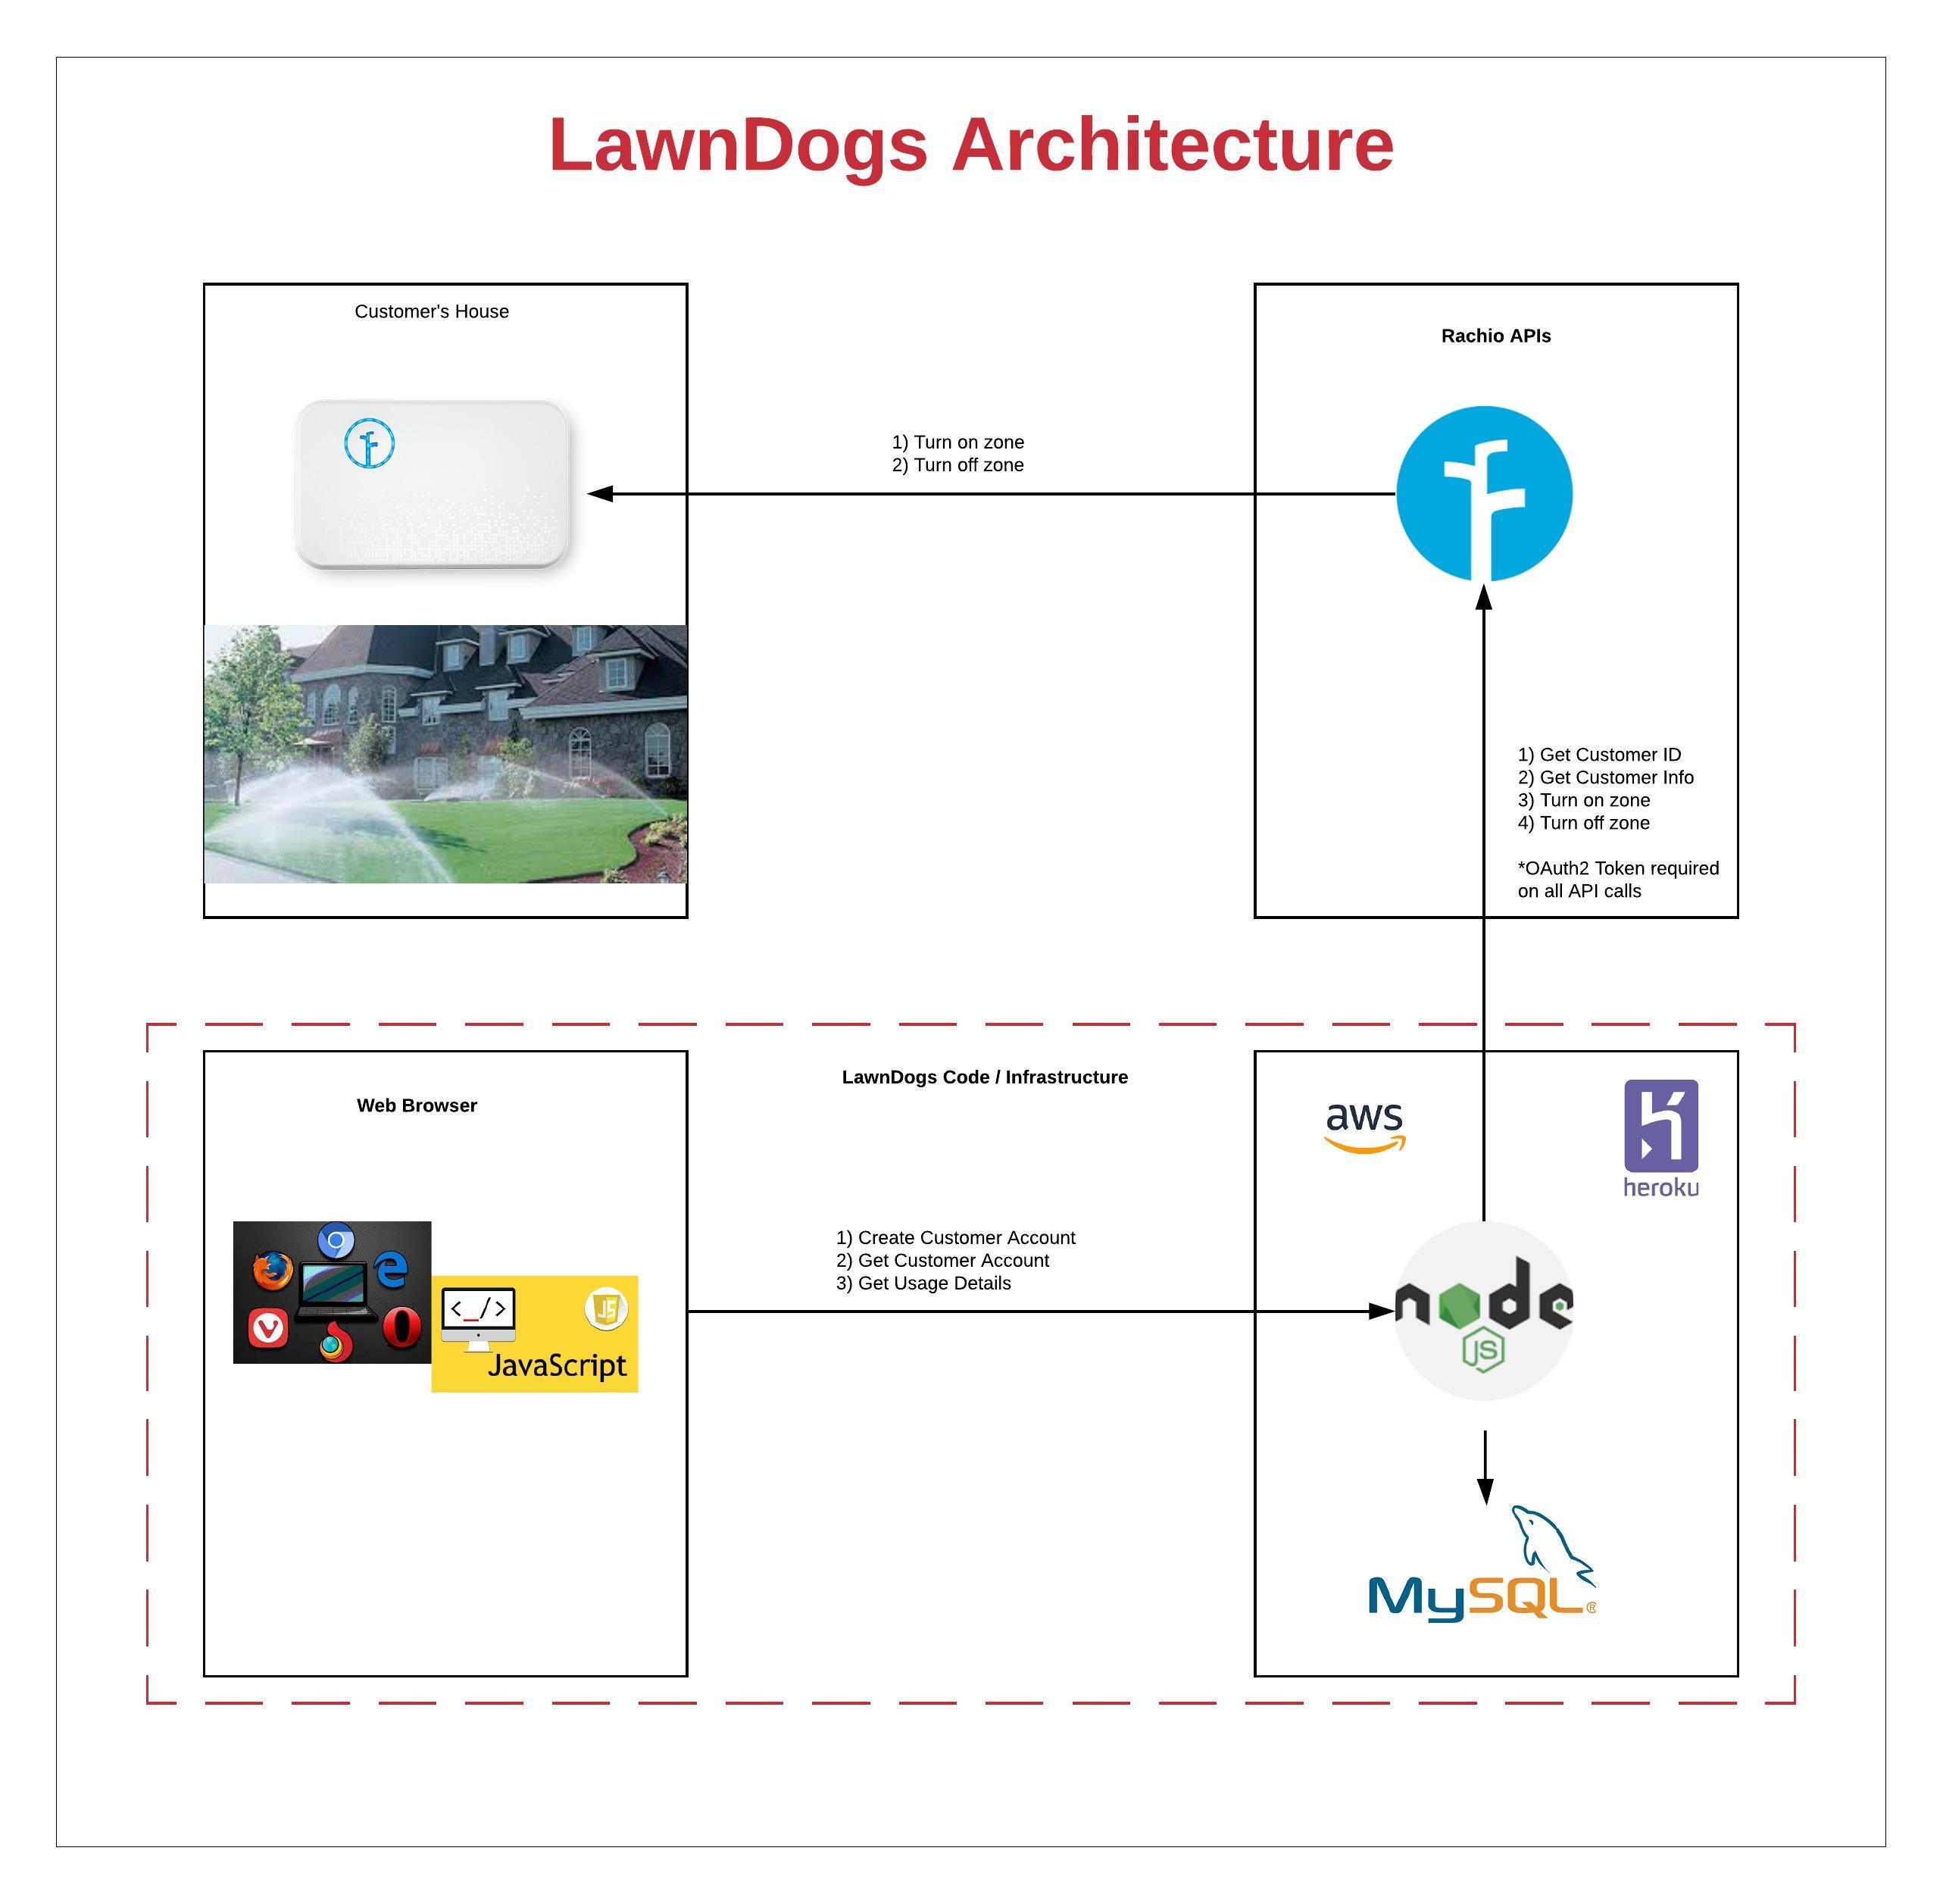 LawnDogs Architecture
Customer's House
Rachio APIs
1) Turn on zone
2) Turn off zone
1) Get Customer ID
2) Get Customer Info
3) Turn on zone
4) Turn off zone
*OAuth2 Token required
on all API calls
LawnDogs Code / Infrastructure
Web Browser
aws
heroku
1) Create Customer Account
2) Get Customer Account
3) Get Usage Details
<_/>
JS
JavaScript
node
JS
MySQL®